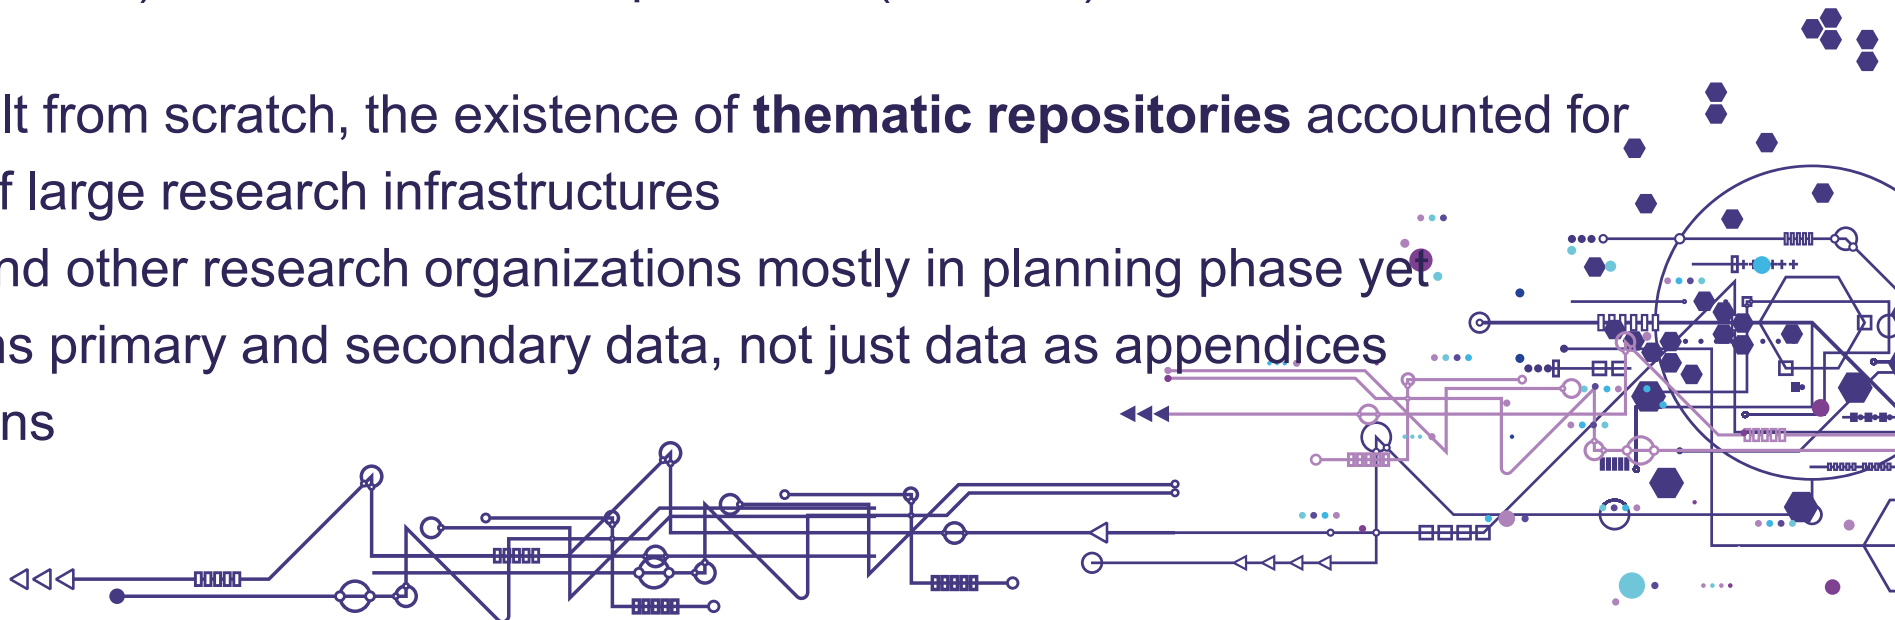 lt from scratch, the existence of thematic repositories accounted for
f large research infrastructures
nd other research organizations mostly in planning phase yet
ns primary and secondary data, not just data as appendices
ns